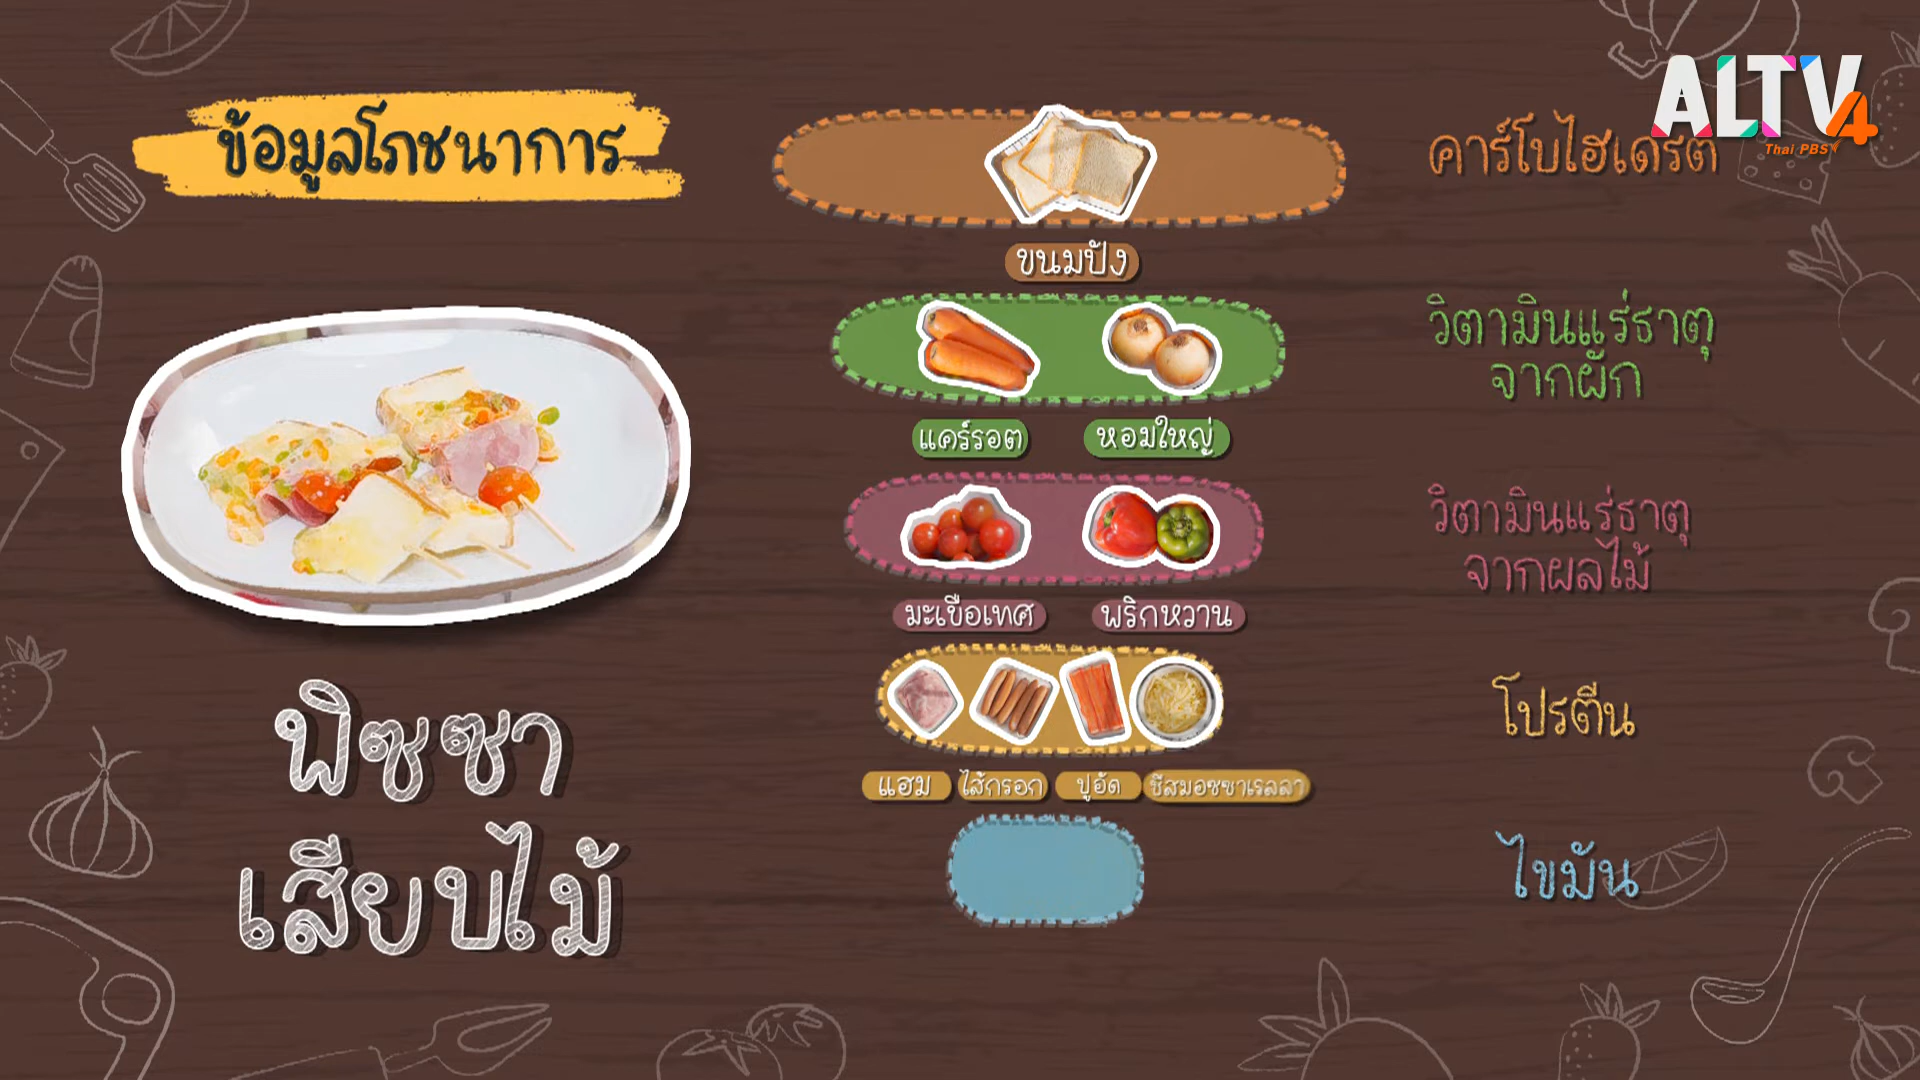 ข้อมูลโภชนาการ
ALTV4
Thai PBS
คาร์โบไฮเดรต
ขนมปัง
วิตามินแร่ธาตุ
จากผัก
แคร์รอต
หอมใหญ่
วิตามินแร่ธาตุ
จากผลไม้
มะเขือเทศ
พริกหวาน
โปรตีน
แฮม
ไส้กรอก
ปูอัด
ชีสมอซซาเรลลา
ไขมัน
พิซซา
เสียบไม้